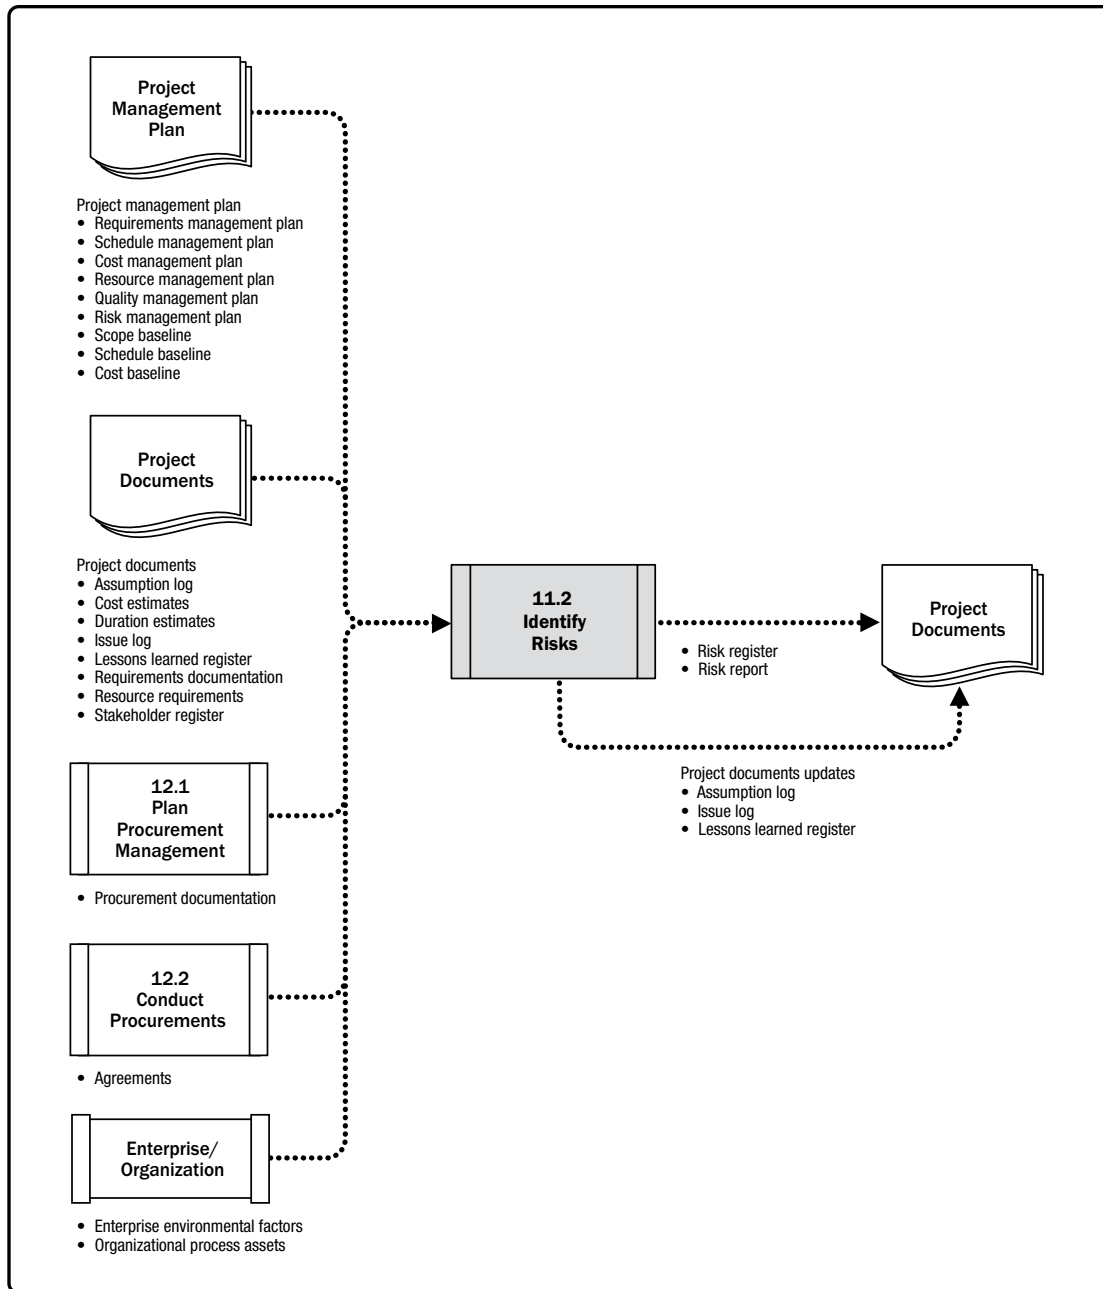 Project
Management
Plan
Project management plan
• Requirements management plan
• Schedule management plan
• Cost management plan
• Resource management plan
• Quality management plan
• Risk management plan
• Scope baseline
• Schedule baseline
• Cost baseline
Project
Documents
Project documents
• Assumption log
• Cost estimates
• Duration estimates
• Issue log
• Lessons learned register
• Requirements documentation
• Resource requirements
• Stakeholder register
12.1
Plan
Procurement
Management
• Procurement documentation
12.2
Conduct
Procurements
• Agreements
Enterprise/
Organization
• Enterprise environmental factors
• Organizational process assets
11.2
Identify
Risks
• Risk register
• Risk report
Project
Documents
Project documents updates
• Assumption log
• Issue log
• Lessons learned register